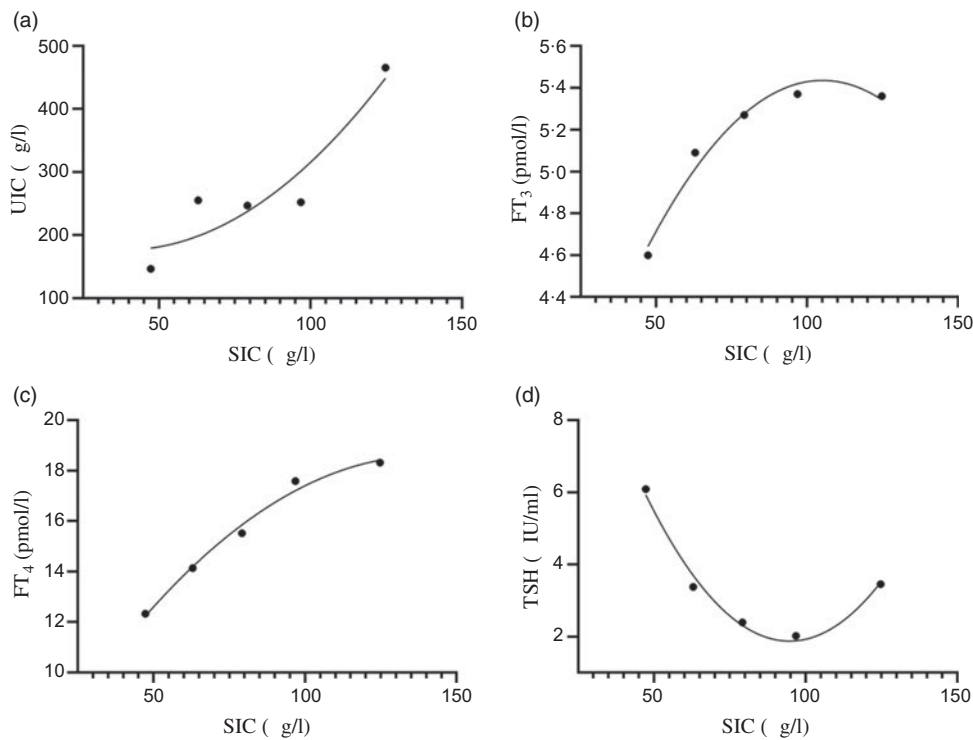 (a)
500
400
300
200
100
UIC ( g/l)
50 100 150
SIC ( g/l)
(b)
5·6
5·4
5·2
5·0
4·8
4·6
4·4
FT3 (pmol/l)
50 100 150
SIC ( g/l)
(c)
20
18
16
14
12
10
FT4 (pmol/l)
50 100 150
SIC ( g/l)
(d)
8
6
4
2
TSH ( IU/ml)
50 100 150
SIC ( g/l)